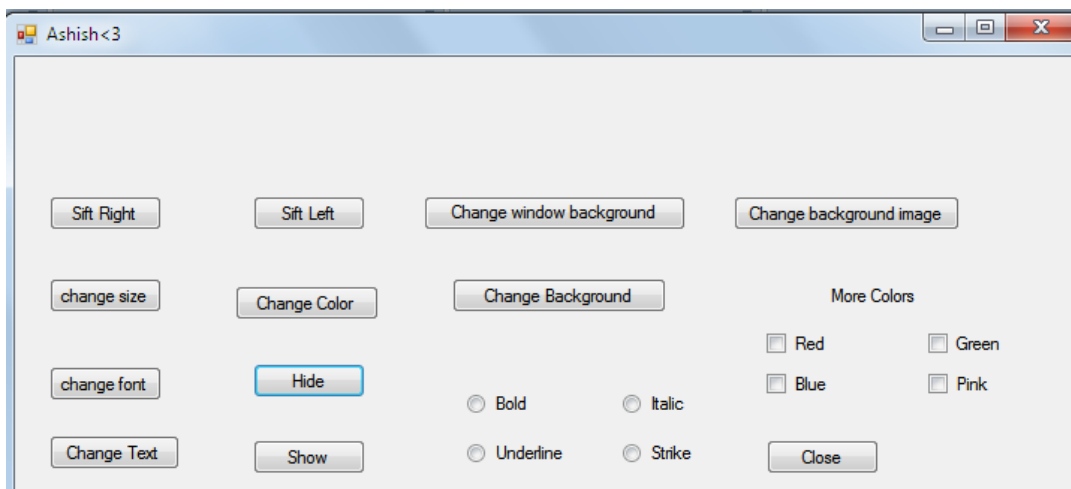 Ashish<3
Sift Right Sift Left Change window background Change background image
change size Change Color Change Background More Colors
Red Green
change font Hide Blue Pink
Bold Italic
Change Text Show Underline Strike Close